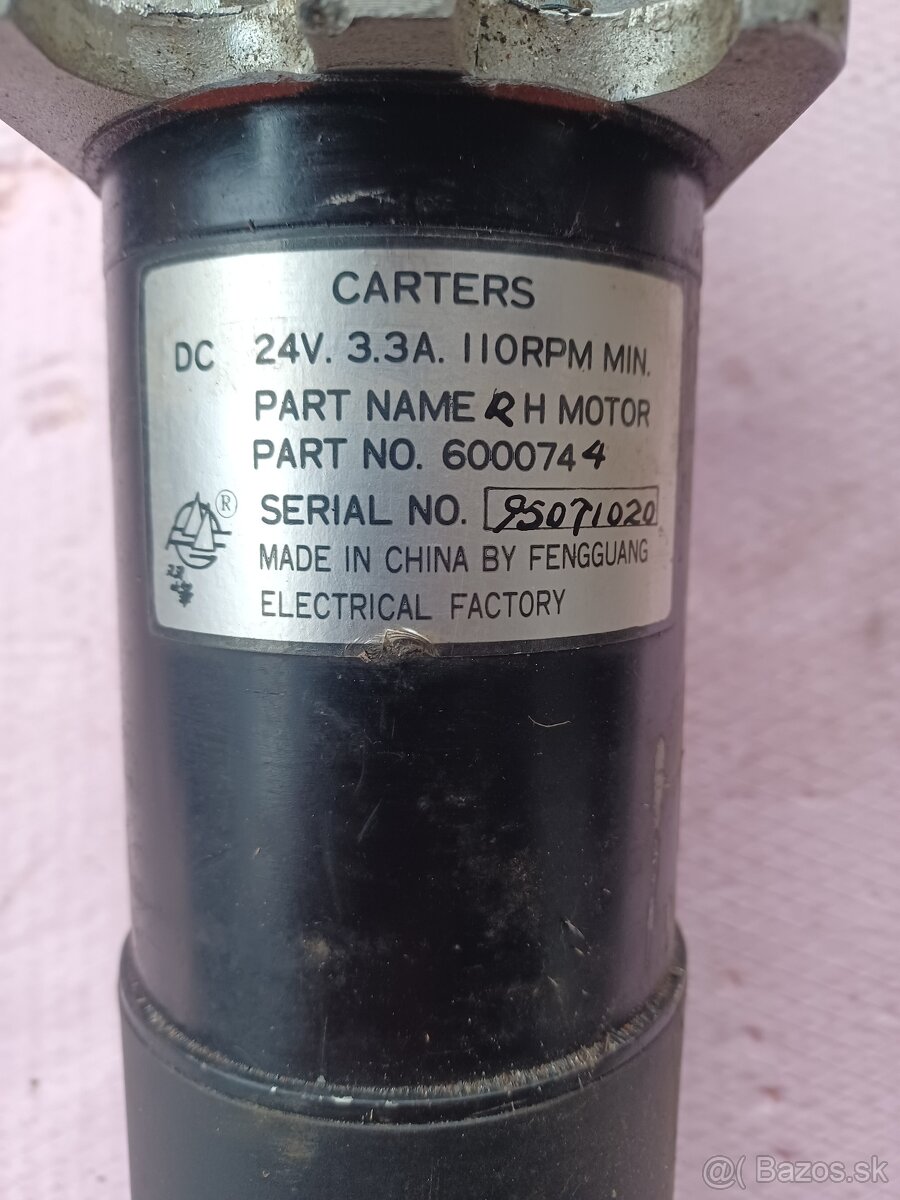 CARTERS
DC 24V. 3.3A. 110RPM MIN.
PART NAME RH MOTOR
PART NO. 6000744
SERIAL NO. 95071020
®
MADE IN CHINA BY FENGGUANG
ELECTRICAL FACTORY
@( Bazos.sk